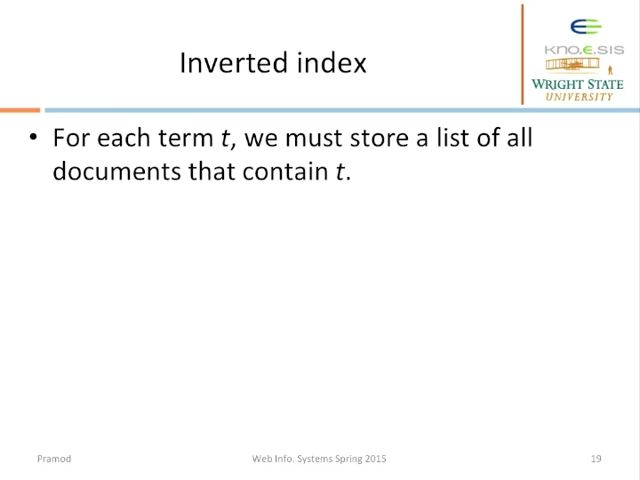 Inverted index
KNO.E.SIS
WRIGHT STATE
UNIVERSITY
• For each term t, we must store a list of all
documents that contain t.
Pramod
Web Info. Systems Spring 2015
19